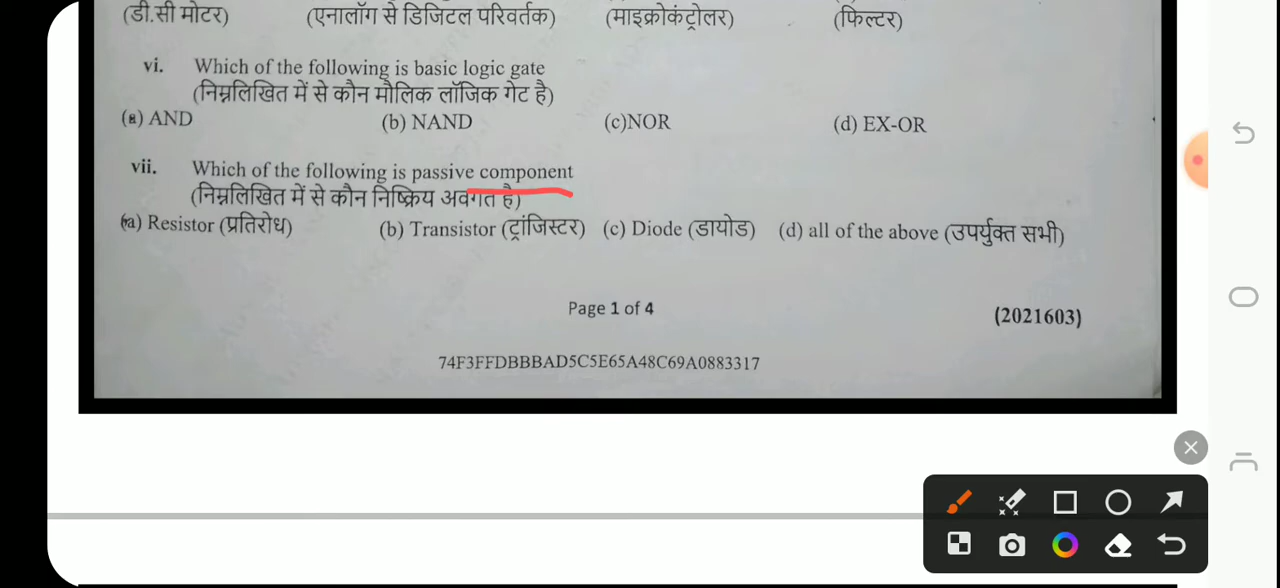 (डी.सी मोटर) (एनालॉग से डिजिटल परिवर्तक) (माइक्रोकंट्रोलर) (फिल्टर)
vi. Which of the following is basic logic gate
(निम्नलिखित में से कौन मौलिक लॉजिक गेट है)
(a) AND (b) NAND (c)NOR (d) EX-OR
vii. Which of the following is passive component
(निम्नलिखित में से कौन निष्क्रिय अवगत है)
(a) Resistor (प्रतिरोध) (b) Transistor (ट्रांजिस्टर) (c) Diode (डायोड) (d) all of the above (उपर्युक्त सभी)
Page 1 of 4
(2021603)
74F3FFDBBBAD5C5E65A48C69A0883317